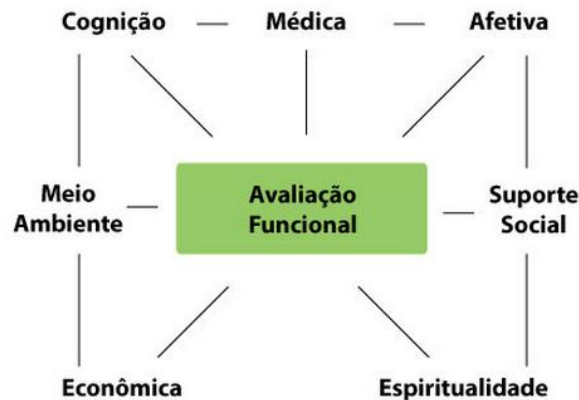 Cognição
Médica
Afetiva
Meio
Ambiente
Avaliação
Funcional
Suporte
Social
Econômica
Espiritualidade